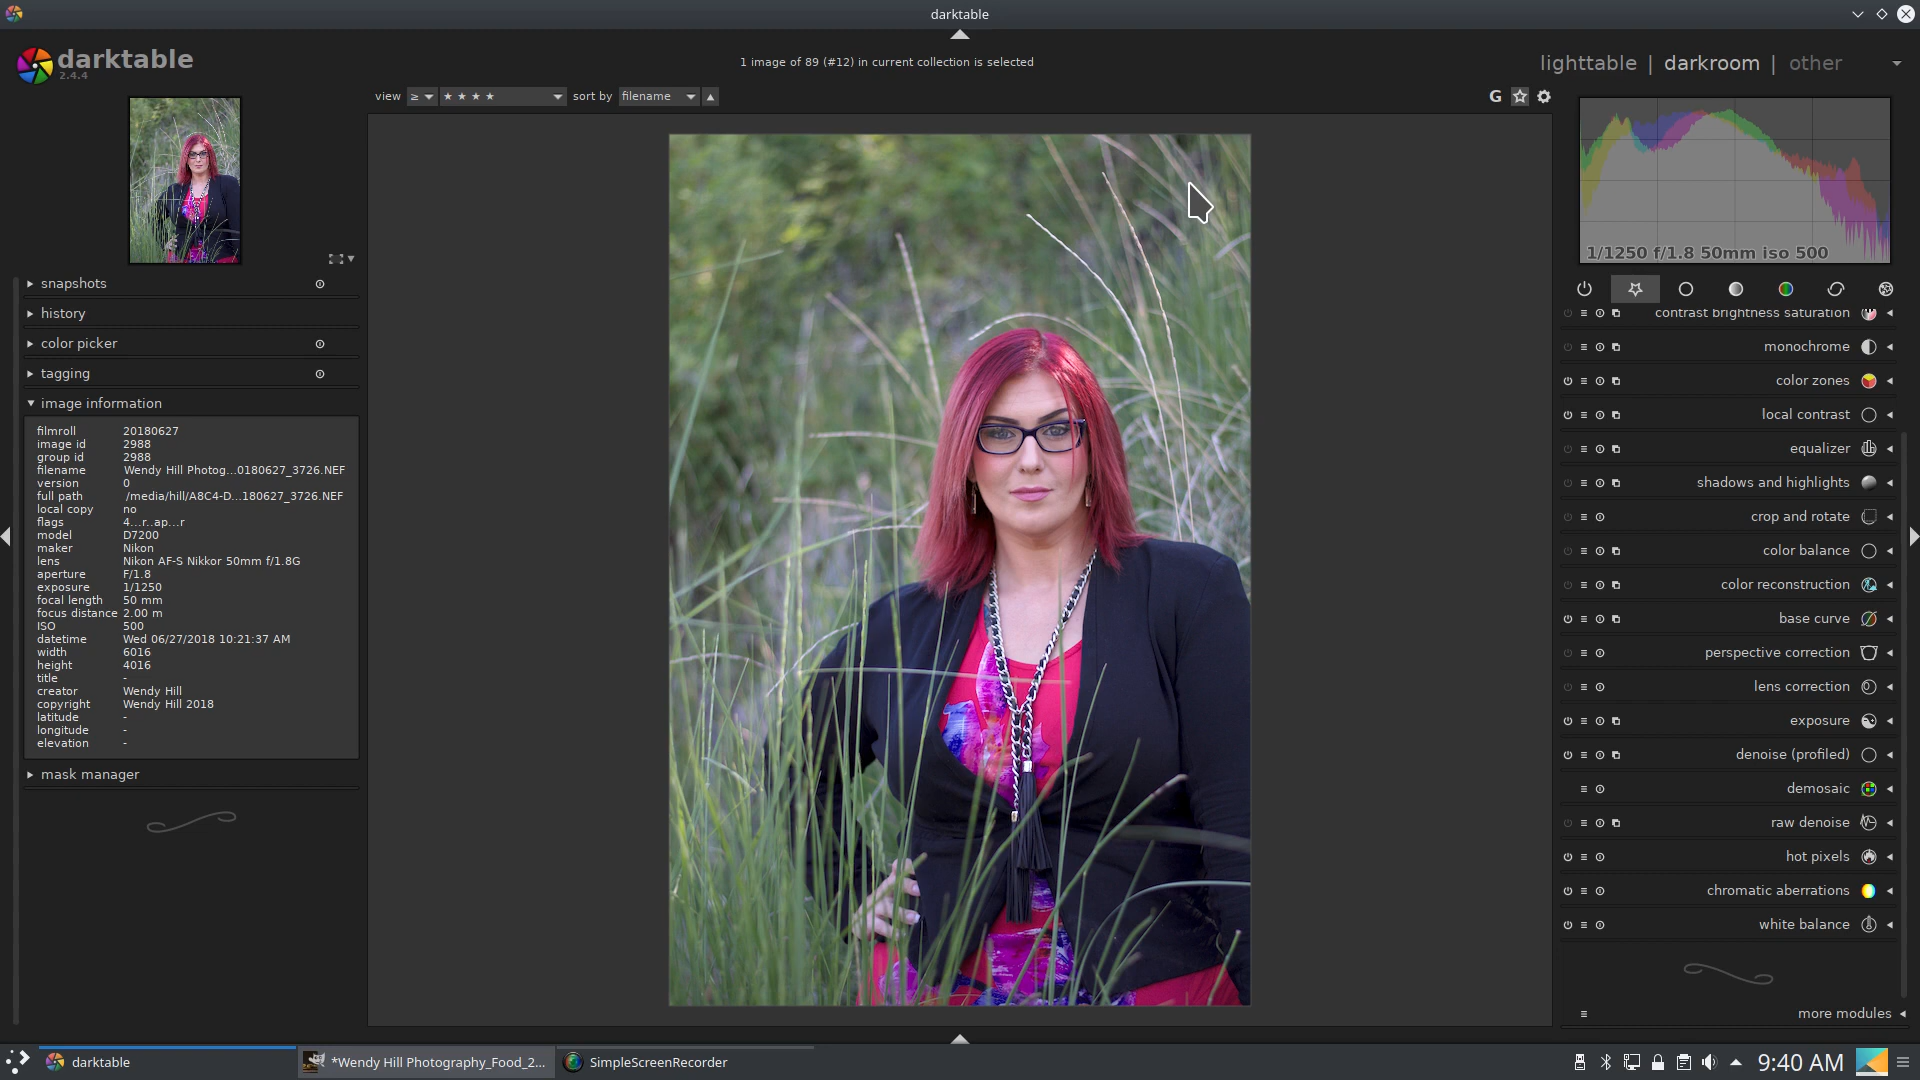 darktable
darktable
2.4.4
1 image of 89 (#12) in current collection is selected
lighttable | darkroom | other
view ≥ ★ ★ ★ ★ sort by filename
G
1/1250 f/1.8 50mm iso 500
snapshots
history
color picker
tagging
image information
filmroll 20180627
image id 2988
group id 2988
filename Wendy Hill Photog...0180627_3726.NEF
version 0
full path /media/hill/A8C4-D...180627_3726.NEF
local copy no
flags 4...r..ap...r
model D7200
maker Nikon
lens Nikon AF-S Nikkor 50mm f/1.8G
aperture F/1.8
exposure 1/1250
focal length 50 mm
focus distance 2.00 m
ISO 500
datetime Wed 06/27/2018 10:21:37 AM
width 6016
height 4016
title -
creator Wendy Hill
copyright Wendy Hill 2018
latitude -
longitude -
elevation -
mask manager
contrast brightness saturation
monochrome
color zones
local contrast
equalizer
shadows and highlights
crop and rotate
color balance
color reconstruction
base curve
perspective correction
lens correction
exposure
denoise (profiled)
demosaic
raw denoise
hot pixels
chromatic aberrations
white balance
more modules
darktable
*Wendy Hill Photography_Food_2...
SimpleScreenRecorder
9:40 AM